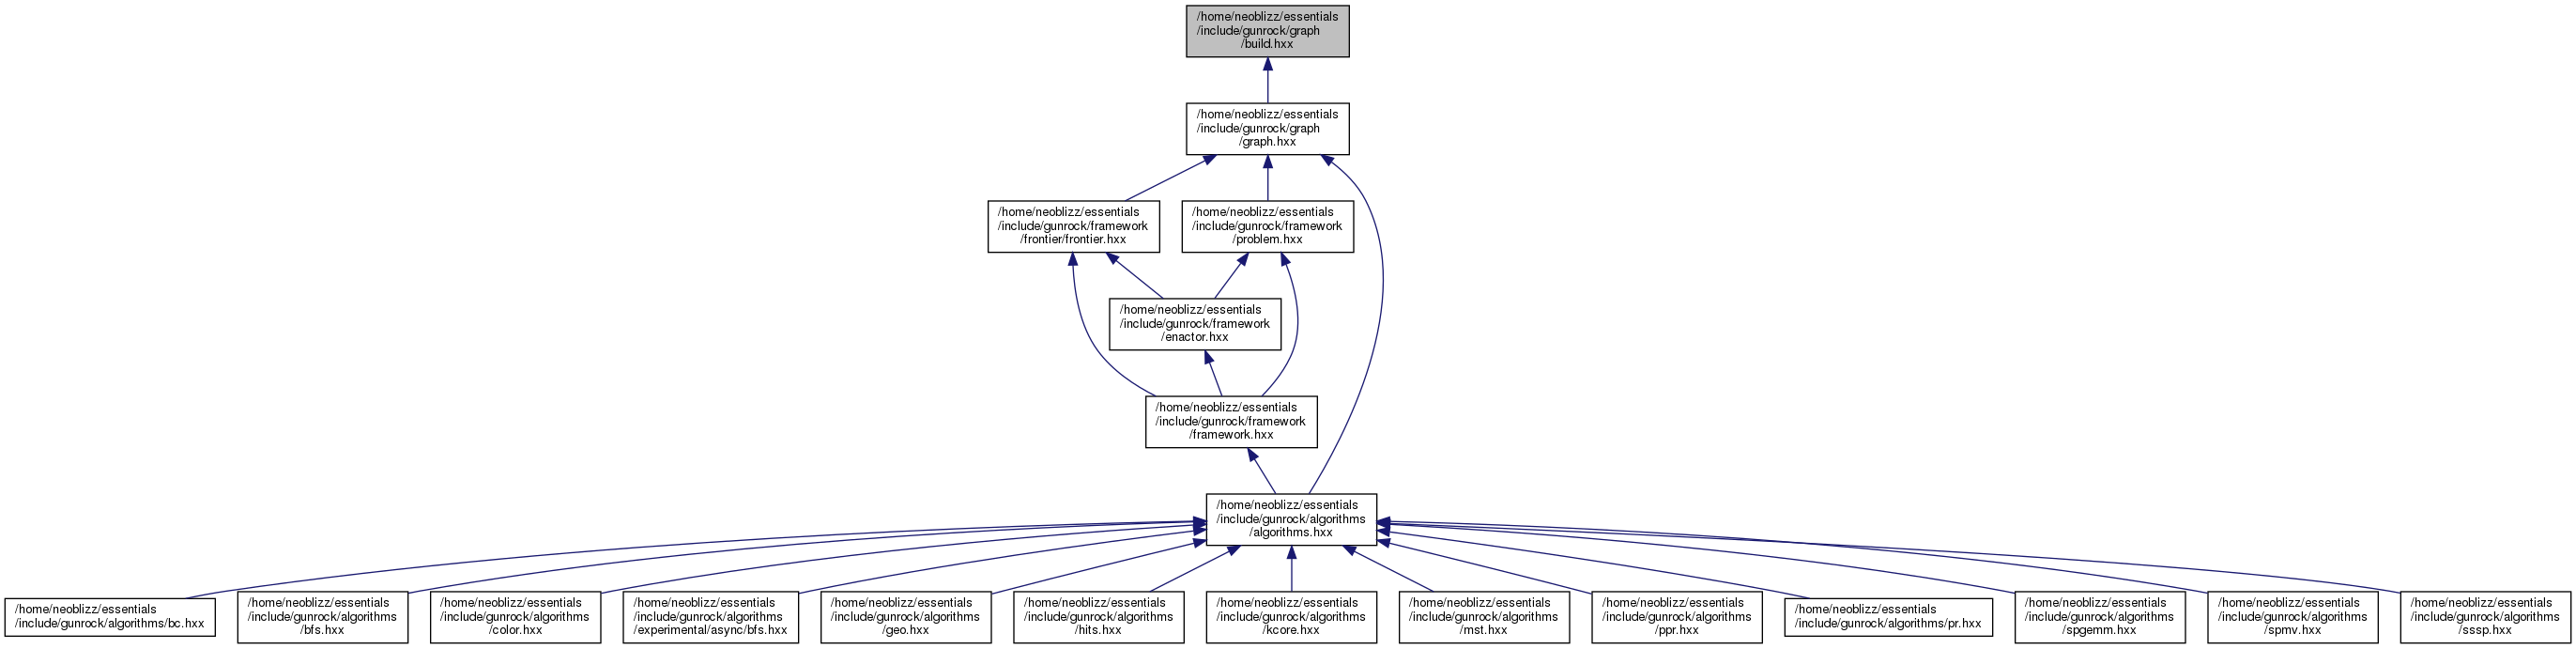 /home/neoblizz/essentials
/include/gunrock/graph
/build.hxx
/home/neoblizz/essentials
/include/gunrock/graph
/graph.hxx
/home/neoblizz/essentials
/include/gunrock/framework
/frontier/frontier.hxx
/home/neoblizz/essentials
/include/gunrock/framework
/problem.hxx
/home/neoblizz/essentials
/include/gunrock/framework
/enactor.hxx
/home/neoblizz/essentials
/include/gunrock/framework
/framework.hxx
/home/neoblizz/essentials
/include/gunrock/algorithms
/algorithms.hxx
/home/neoblizz/essentials
/include/gunrock/algorithms/bc.hxx
/home/neoblizz/essentials
/include/gunrock/algorithms
/bfs.hxx
/home/neoblizz/essentials
/include/gunrock/algorithms
/color.hxx
/home/neoblizz/essentials
/include/gunrock/algorithms
/experimental/async/bfs.hxx
/home/neoblizz/essentials
/include/gunrock/algorithms
/geo.hxx
/home/neoblizz/essentials
/include/gunrock/algorithms
/hits.hxx
/home/neoblizz/essentials
/include/gunrock/algorithms
/kcore.hxx
/home/neoblizz/essentials
/include/gunrock/algorithms
/mst.hxx
/home/neoblizz/essentials
/include/gunrock/algorithms
/ppr.hxx
/home/neoblizz/essentials
/include/gunrock/algorithms/pr.hxx
/home/neoblizz/essentials
/include/gunrock/algorithms
/spgemm.hxx
/home/neoblizz/essentials
/include/gunrock/algorithms
/spmv.hxx
/home/neoblizz/essentials
/include/gunrock/algorithms
/sssp.hxx